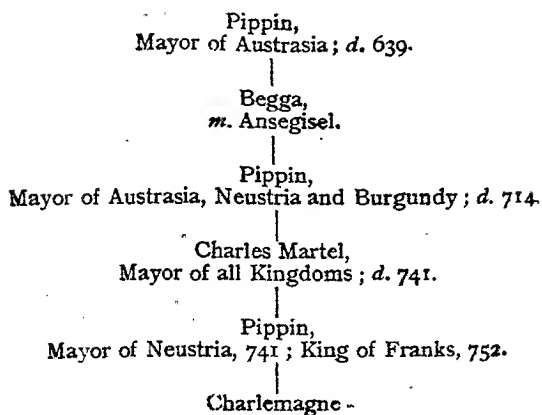 Pippin,
Mayor of Austrasia; d. 639.
Begga,
m. Ansegisel.
Pippin,
Mayor of Austrasia, Neustria and Burgundy; d. 714.
Charles Martel,
Mayor of all Kingdoms; d. 741.
Pippin,
Mayor of Neustria, 741; King of Franks, 752.
Charlemagne